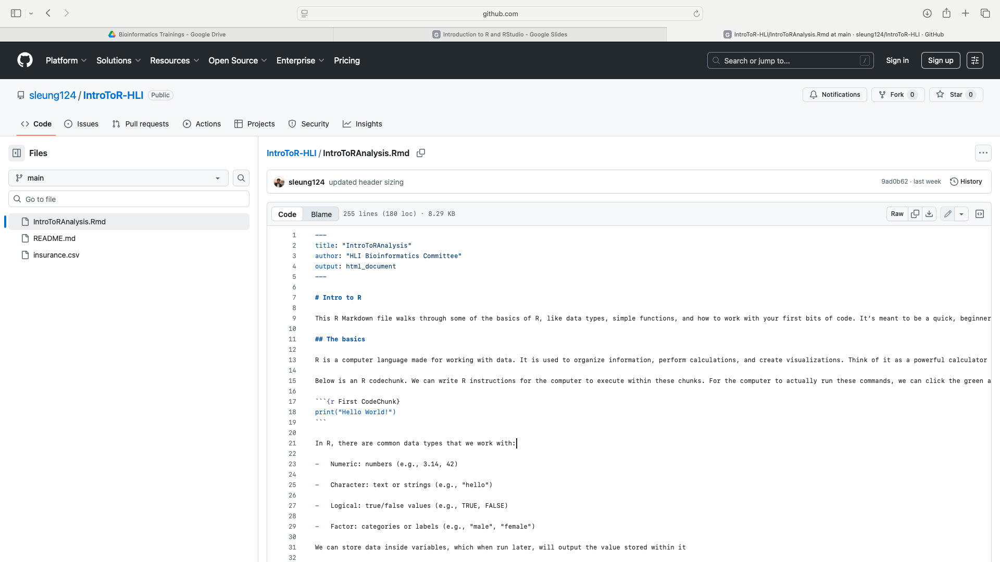 github.com
Bioinformatics Trainings - Google Drive
Introduction to R and RStudio - Google Slides
IntroToR-HLI/IntroToRAnalysis.Rmd at main · sleung124/IntroToR-HLI · GitHub
Platform Solutions Resources Open Source Enterprise Pricing
Search or jump to... /
Sign in
Sign up
sleung124 / IntroToR-HLI Public
Notifications
Fork 0
Star 0
Code Issues Pull requests Actions Projects Security Insights
Files
main
Go to file
IntroToRAnalysis.Rmd
README.md
insurance.csv
IntroToR-HLI / IntroToRAnalysis.Rmd
sleung124 updated header sizing
9ad0b62 · last week
History
Code Blame 255 lines (180 loc) · 8.29 KB
Raw
1 ---
2 title: "IntroToRAnalysis"
3 author: "HLI Bioinformatics Committee"
4 output: html_document
5 ---
6
7 # Intro to R
8
9 This R Markdown file walks through some of the basics of R, like data types, simple functions, and how to work with your first bits of code. It’s meant to be a quick, beginner
10
11 ## The basics
12
13 R is a computer language made for working with data. It is used to organize information, perform calculations, and create visualizations. Think of it as a powerful calculator
14
15 Below is an R codechunk. We can write R instructions for the computer to execute within these chunks. For the computer to actually run these commands, we can click the green a
16
17 ```{r First CodeChunk}
18 print("Hello World!")
19 ```
20
21 In R, there are common data types that we work with:
22
23 - Numeric: numbers (e.g., 3.14, 42)
24
25 - Character: text or strings (e.g., "hello")
26
27 - Logical: true/false values (e.g., TRUE, FALSE)
28
29 - Factor: categories or labels (e.g., "male", "female")
30
31 We can store data inside variables, which when run later, will output the value stored within it
32